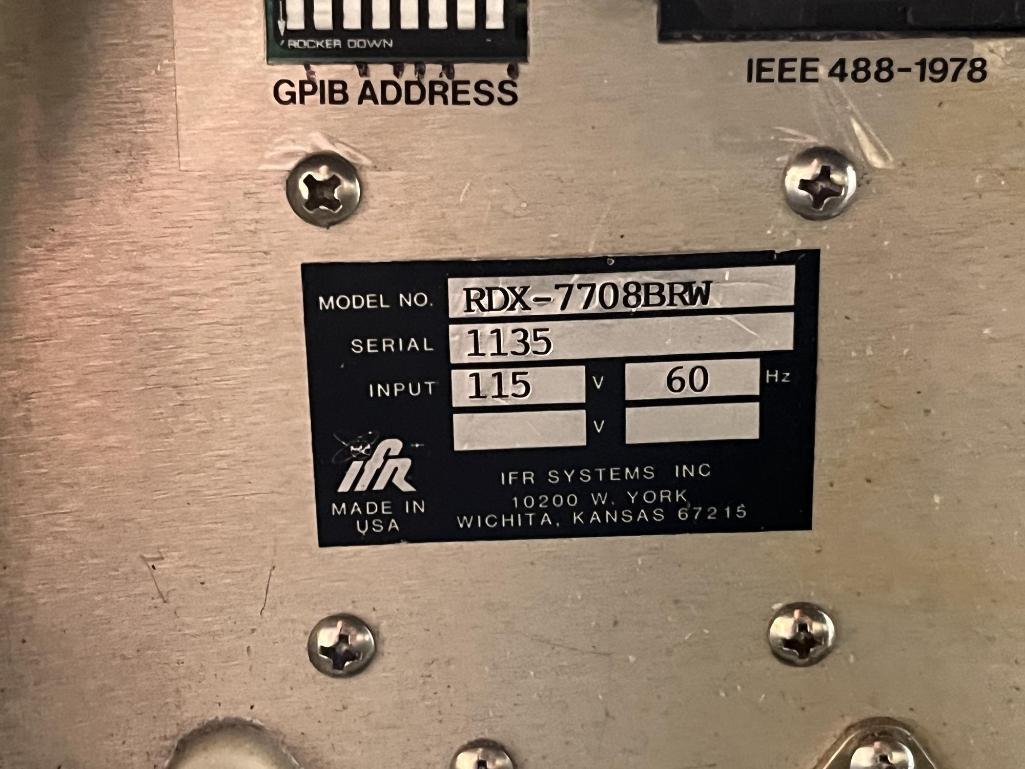 ROCKER DOWN
GPIB ADDRESS
IEEE 488-1978
MODEL NO. RDX-7708BRW
SERIAL 1135
INPUT 115 V 60 Hz
V
IFR
MADE IN
USA
IFR SYSTEMS INC
10200 W. YORK
WICHITA, KANSAS 67215